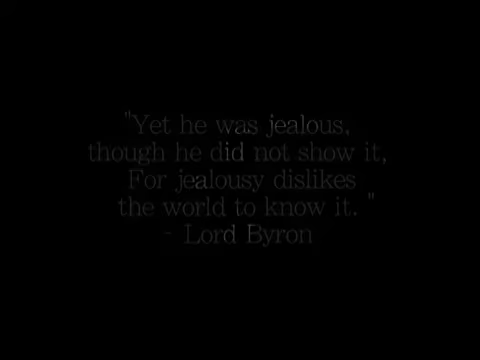 "Yet he was jealous,
though he did not show it,
For jealousy dislikes
the world to know it. "
- Lord Byron